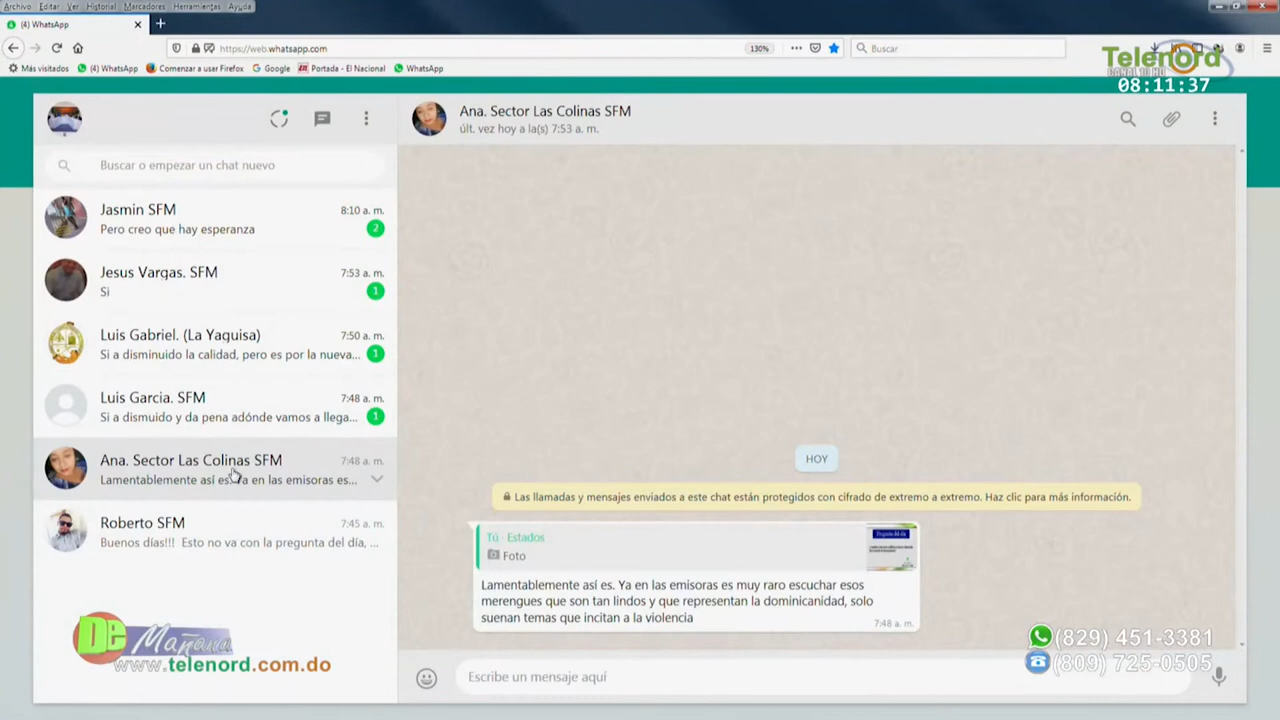 Archivo Editar Ver Historial Marcadores Herramientas Ayuda
(4) WhatsApp
https://web.whatsapp.com
130%
Buscar
Más visitados (4) WhatsApp Comenzar a usar Firefox Google Portada - El Nacional WhatsApp
Telenord
CANAL 10 HD
08:11:37
Buscar o empezar un chat nuevo
Jasmin SFM 8:10 a. m.
Pero creo que hay esperanza 2
Jesus Vargas. SFM 7:53 a. m.
Si 1
Luis Gabriel. (La Yaguisa) 7:50 a. m.
Si a disminuido la calidad, pero es por la nueva... 1
Luis Garcia. SFM 7:48 a. m.
Si a dismuido y da pena adónde vamos a llega... 1
Ana. Sector Las Colinas SFM 7:48 a. m.
Lamentablemente así es. Ya en las emisoras es...
Roberto SFM 7:45 a. m.
Buenos días!!! Esto no va con la pregunta del día, ...
De Mañana
www.telenord.com.do
Ana. Sector Las Colinas SFM
últ. vez hoy a la(s) 7:53 a. m.
HOY
Las llamadas y mensajes enviados a este chat están protegidos con cifrado de extremo a extremo. Haz clic para más información.
Tú · Estados
Foto
Pregunta del día
Lamentablemente así es. Ya en las emisoras es muy raro escuchar esos
merengues que son tan lindos y que representan la dominicanidad, solo
suenan temas que incitan a la violencia
7:48 a. m.
Escribe un mensaje aquí
(829) 451-3381
(809) 725-0505